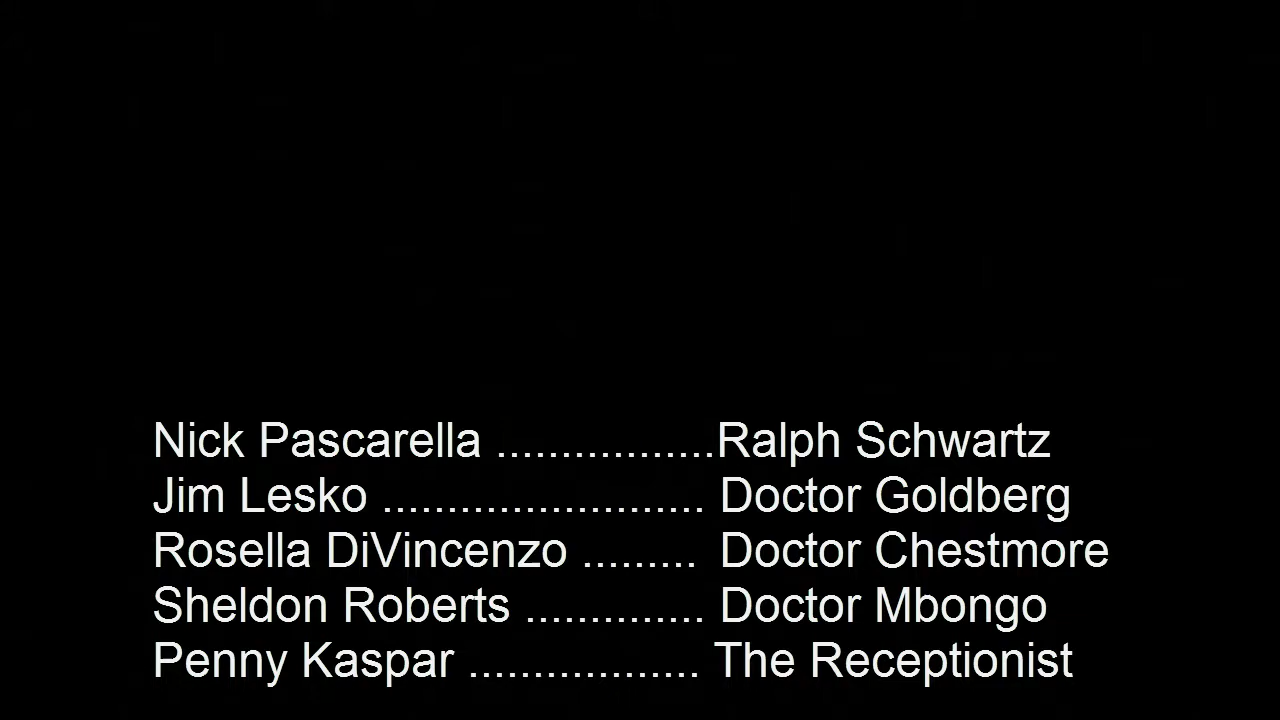 Nick Pascarella .................Ralph Schwartz
Jim Lesko ......................... Doctor Goldberg
Rosella DiVincenzo ......... Doctor Chestmore
Sheldon Roberts .............. Doctor Mbongo
Penny Kaspar .................. The Receptionist